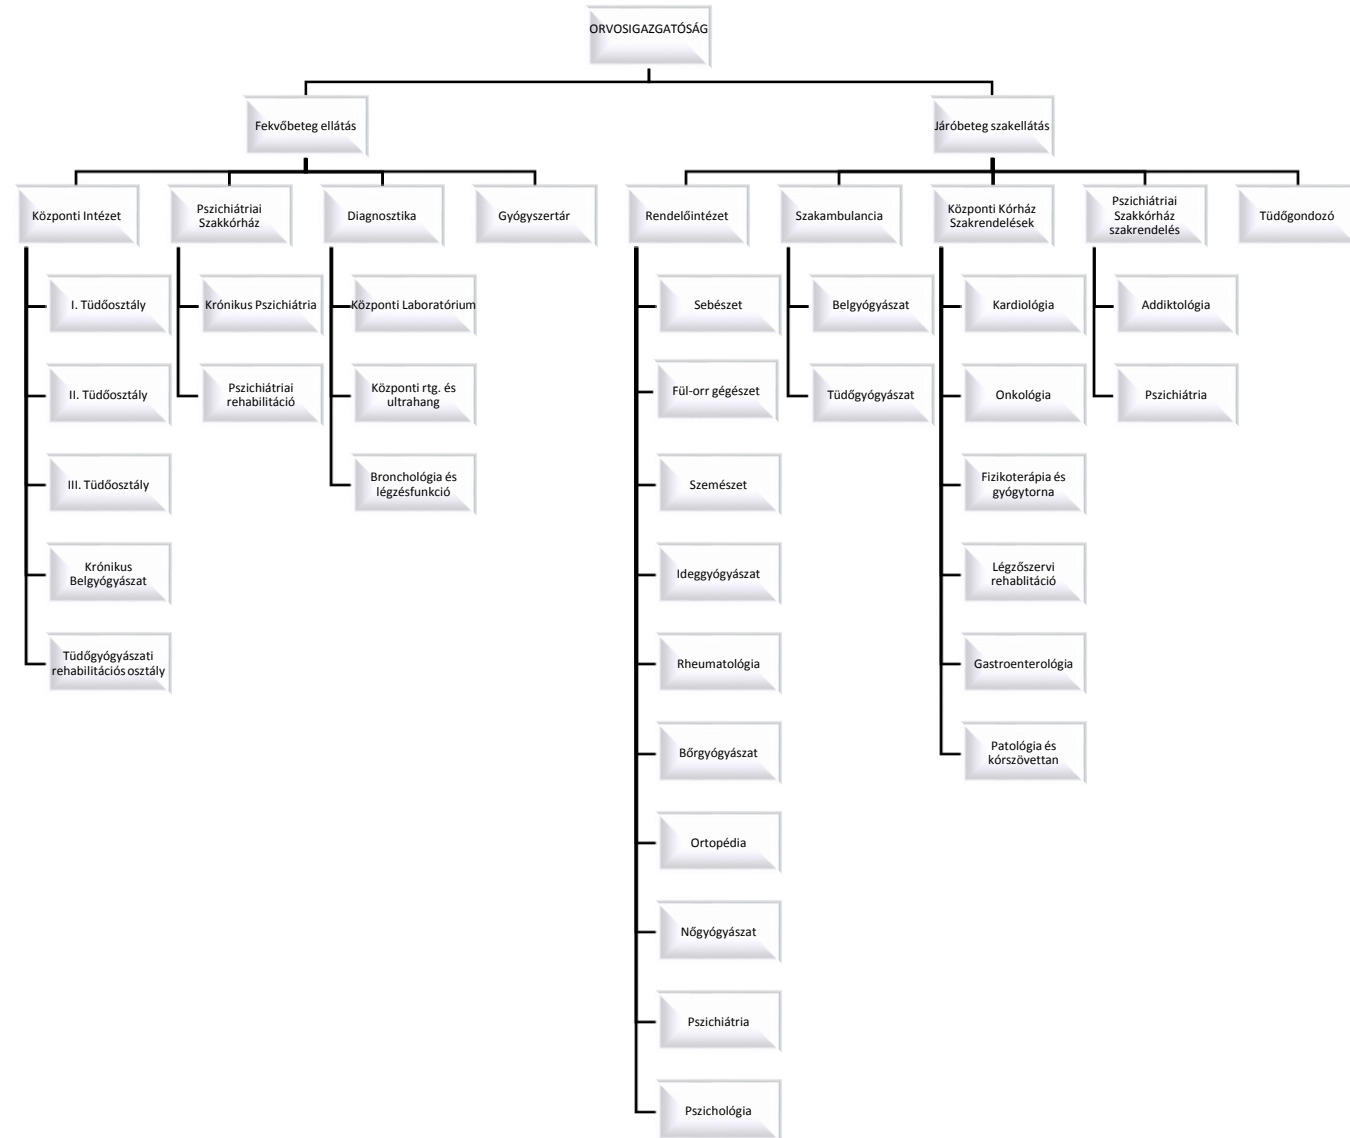 ORVOSIGAZGATÓSÁG
Fekvőbeteg ellátás
Járóbeteg szakellátás
Központi Intézet
Pszichiátriai
Szakkórház
Diagnosztika
Gyógyszertár
Rendelőintézet
Szakambulancia
Központi Kórház
Szakrendelések
Pszichiátriai
Szakkórház
szakrendelés
Tüdőgondozó
I. Tüdőosztály
II. Tüdőosztály
III. Tüdőosztály
Krónikus
Belgyógyászat
Tüdőgyógyászati
rehabilitációs osztály
Krónikus Pszichiátria
Pszichiátriai
rehabilitáció
Központi Laboratórium
Központi rtg. és
ultrahang
Bronchológia és
légzésfunkció
Sebészet
Fül-orr gégészet
Szemészet
Ideggyógyászat
Rheumatológia
Bőrgyógyászat
Ortopédia
Nőgyógyászat
Pszichiátria
Pszichológia
Belgyógyászat
Tüdőgyógyászat
Kardiológia
Onkológia
Fizikoterápia és
gyógytorna
Légzőszervi
rehablitáció
Gastroenterológia
Patológia és
kórszövettan
Addiktológia
Pszichiátria